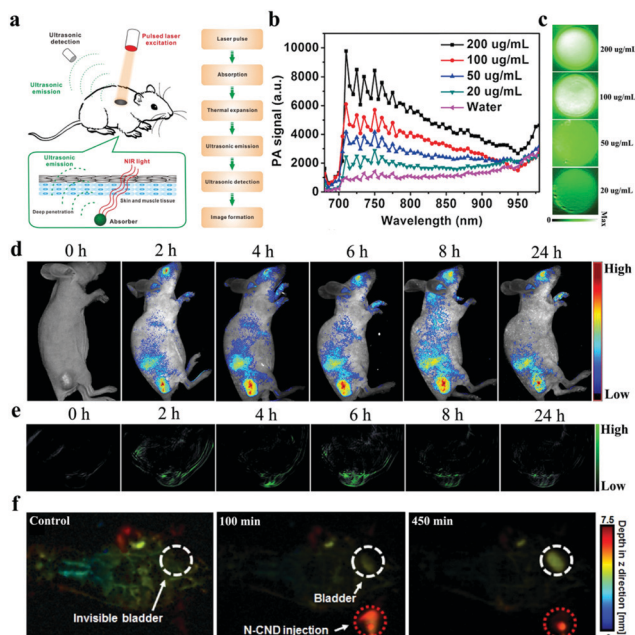 a
Ultrasonic
detection
Pulsed laser
excitation
Ultrasonic
emission
Ultrasonic
emission
NIR light
Skin and muscle tissue
Deep penetration
Absorber
Laser pulse
Absorption
Thermal expansion
Ultrasonic emission
Ultrasonic detection
Image formation
b
PA signal (a.u.)
10000
8000
6000
4000
2000
0
200 ug/mL
100 ug/mL
50 ug/mL
20 ug/mL
Water
700 750 800 850 900 950
Wavelength (nm)
c
200 ug/mL
100 ug/mL
50 ug/mL
20 ug/mL
0 Max
d
0 h 2 h 4 h 6 h 8 h 24 h
High
Low
e
0 h 2 h 4 h 6 h 8 h 24 h
High
Low
f
Control
Invisible bladder
100 min
Bladder
N-CND injection
450 min
7.5
Depth in z direction [mm]